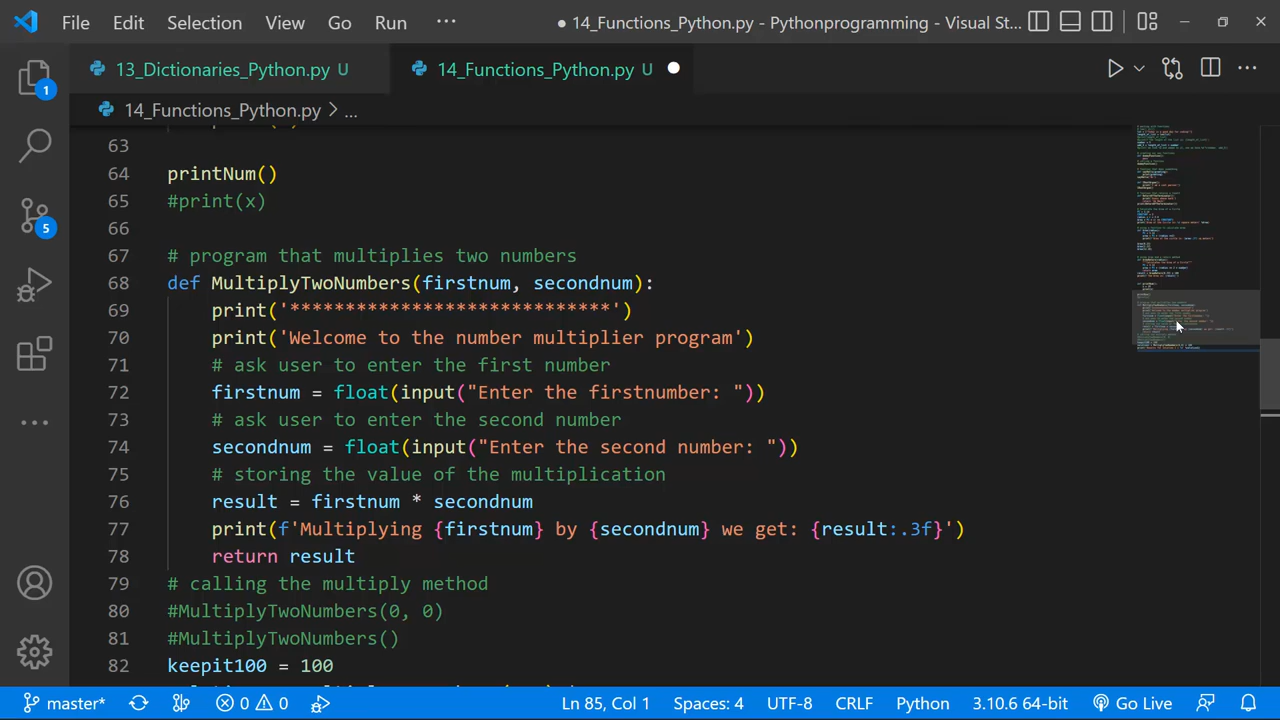 File Edit Selection View Go Run ··· ● 14_Functions_Python.py - Pythonprogramming - Visual St...
13_Dictionaries_Python.py U 14_Functions_Python.py U ●
14_Functions_Python.py > ...
63
64 printNum()
65 #print(x)
66
67 # program that multiplies two numbers
68 def MultiplyTwoNumbers(firstnum, secondnum):
69 print('*****************************')
70 print('Welcome to the number multiplier program')
71 # ask user to enter the first number
72 firstnum = float(input("Enter the firstnumber: "))
73 # ask user to enter the second number
74 secondnum = float(input("Enter the second number: "))
75 # storing the value of the multiplication
76 result = firstnum * secondnum
77 print(f'Multiplying {firstnum} by {secondnum} we get: {result:.3f}')
78 return result
79 # calling the multiply method
80 #MultiplyTwoNumbers(0, 0)
81 #MultiplyTwoNumbers()
82 keepit100 = 100
1
5
master* 0 0 Ln 85, Col 1 Spaces: 4 UTF-8 CRLF Python 3.10.6 64-bit Go Live